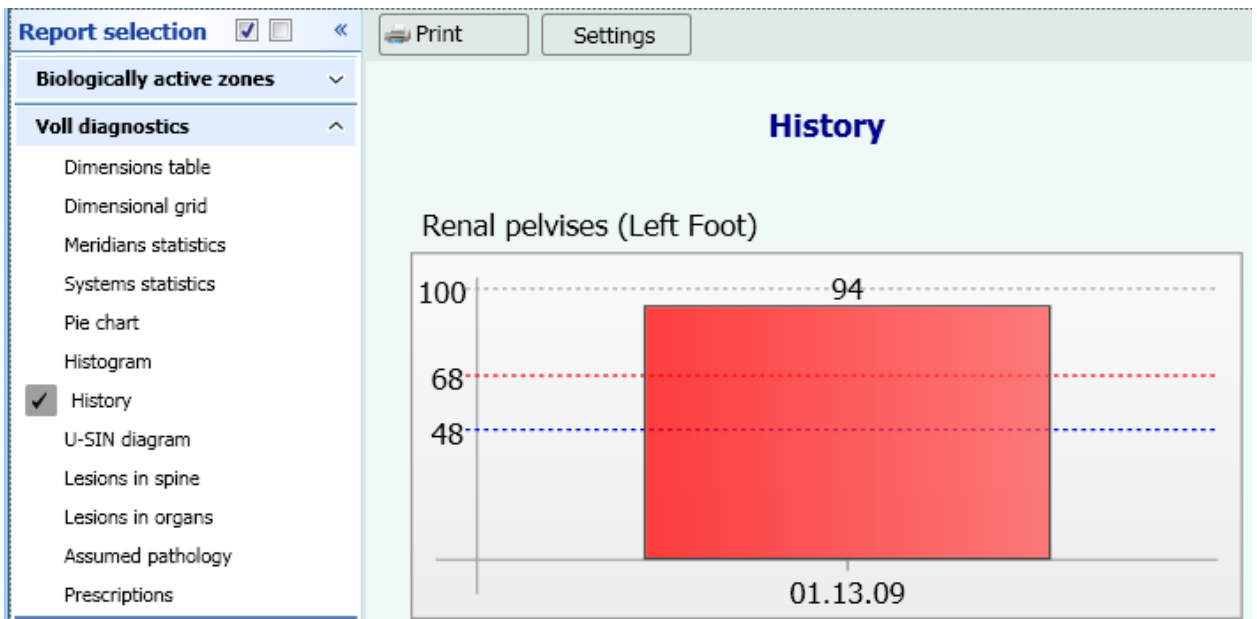 Report selection
Biologically active zones
Voll diagnostics
Dimensions table
Dimensional grid
Meridians statistics
Systems statistics
Pie chart
Histogram
History
U-SIN diagram
Lesions in spine
Lesions in organs
Assumed pathology
Prescriptions
Print Settings
History
Renal pelvises (Left Foot)
100
94
68
48
01.13.09